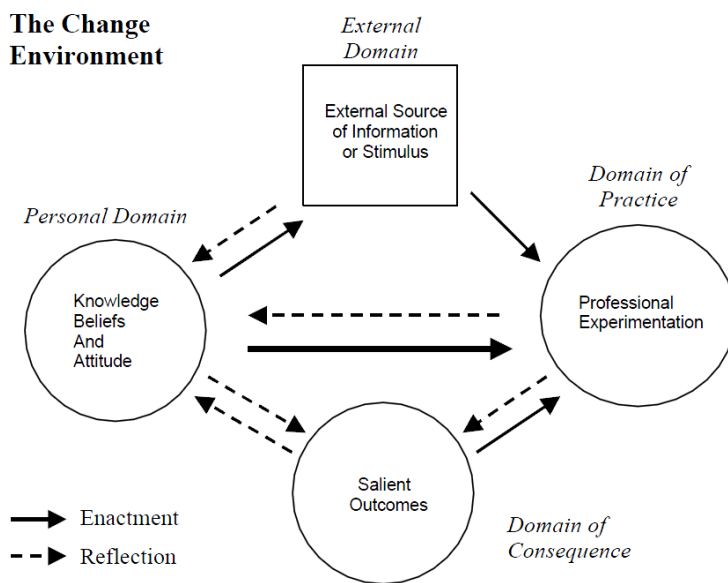 The Change
Environment
External
Domain
External Source
of Information
or Stimulus
Domain of
Practice
Personal Domain
Knowledge
Beliefs
And
Attitude
Professional
Experimentation
Salient
Outcomes
Enactment
Reflection
Domain of
Consequence